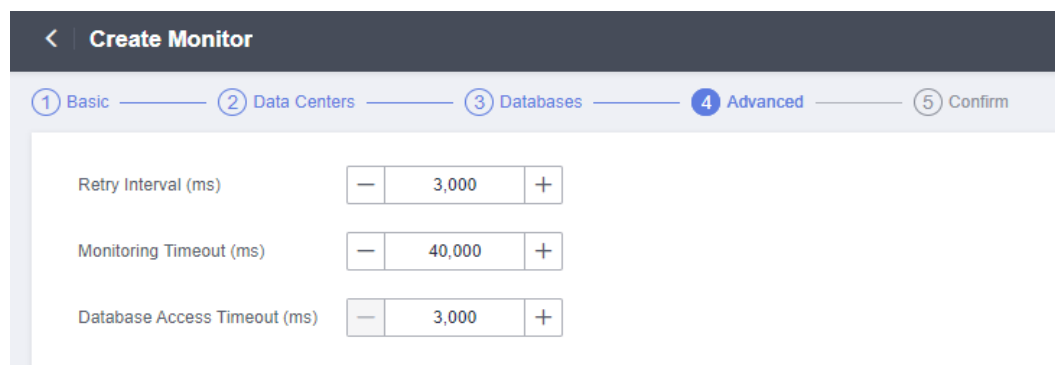 Create Monitor
1 Basic 2 Data Centers 3 Databases 4 Advanced 5 Confirm
Retry Interval (ms) 3,000
Monitoring Timeout (ms) 40,000
Database Access Timeout (ms) 3,000